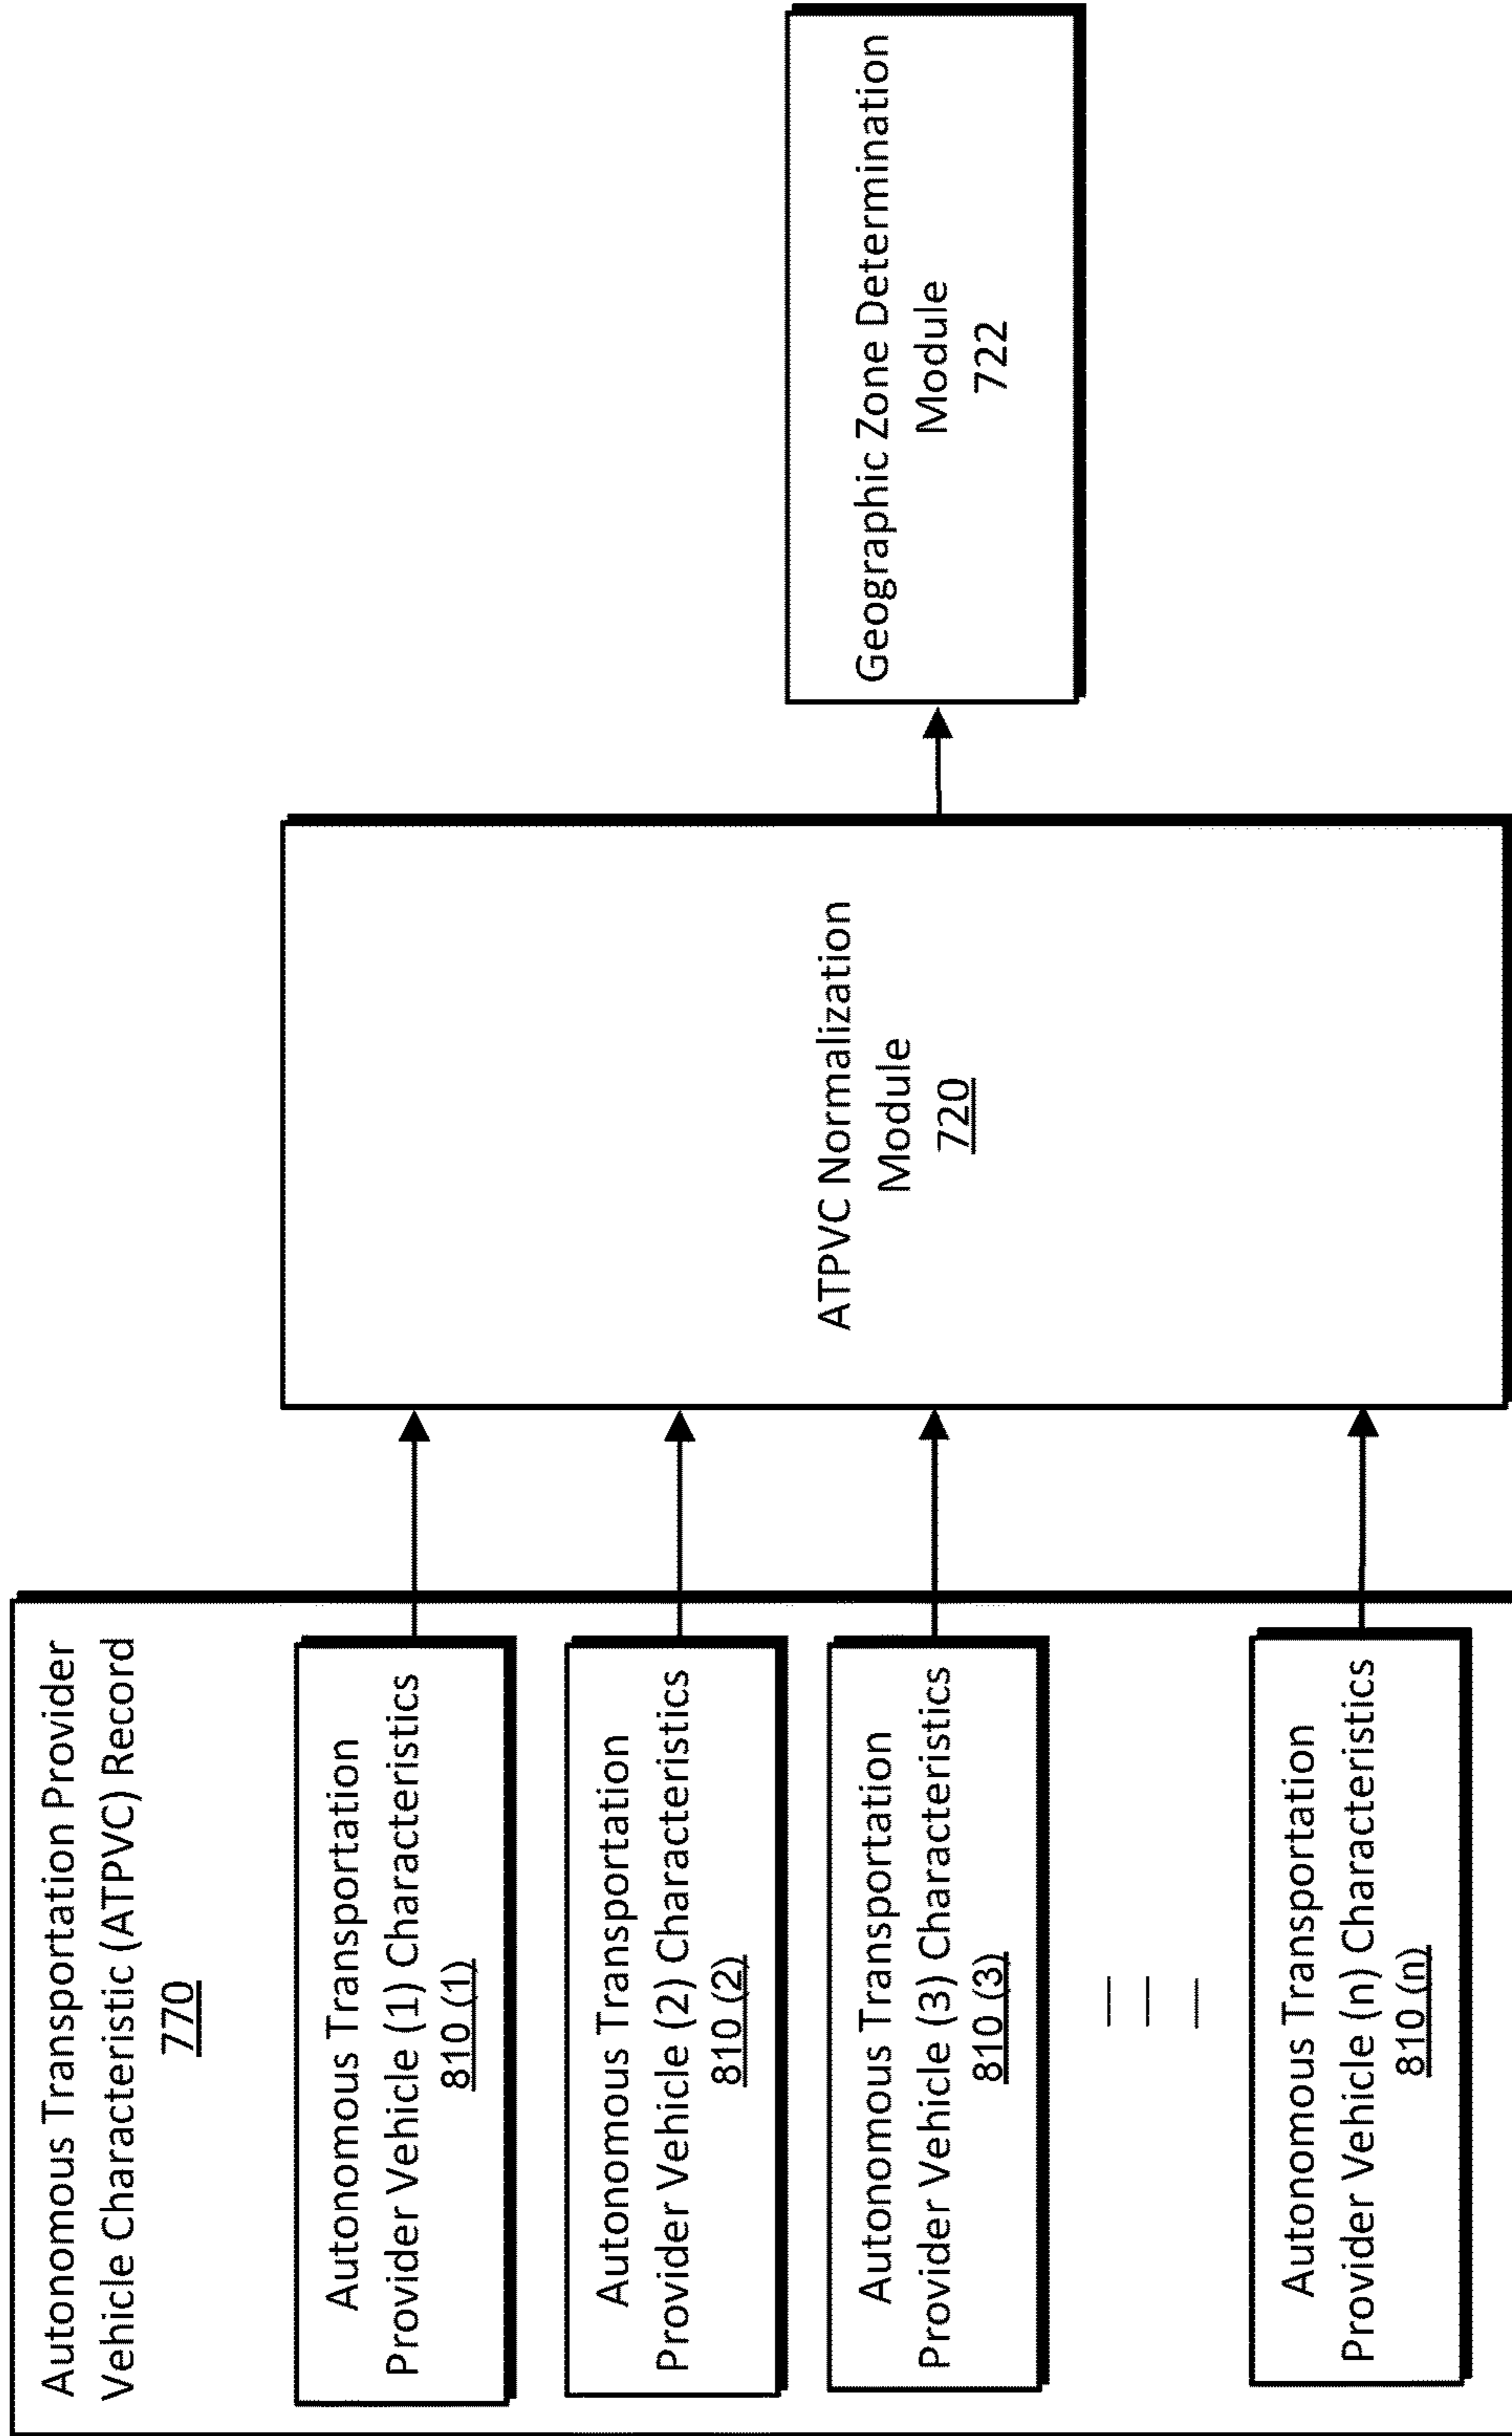 Autonomous Transportation Provider
Vehicle Characteristic (ATPVC) Record
770
Autonomous Transportation
Provider Vehicle (1) Characteristics
810 (1)
Autonomous Transportation
Provider Vehicle (2) Characteristics
810 (2)
Autonomous Transportation
Provider Vehicle (3) Characteristics
810 (3)
Autonomous Transportation
Provider Vehicle (n) Characteristics
810 (n)
ATPVC Normalization
Module
720
Geographic Zone Determination
Module
722